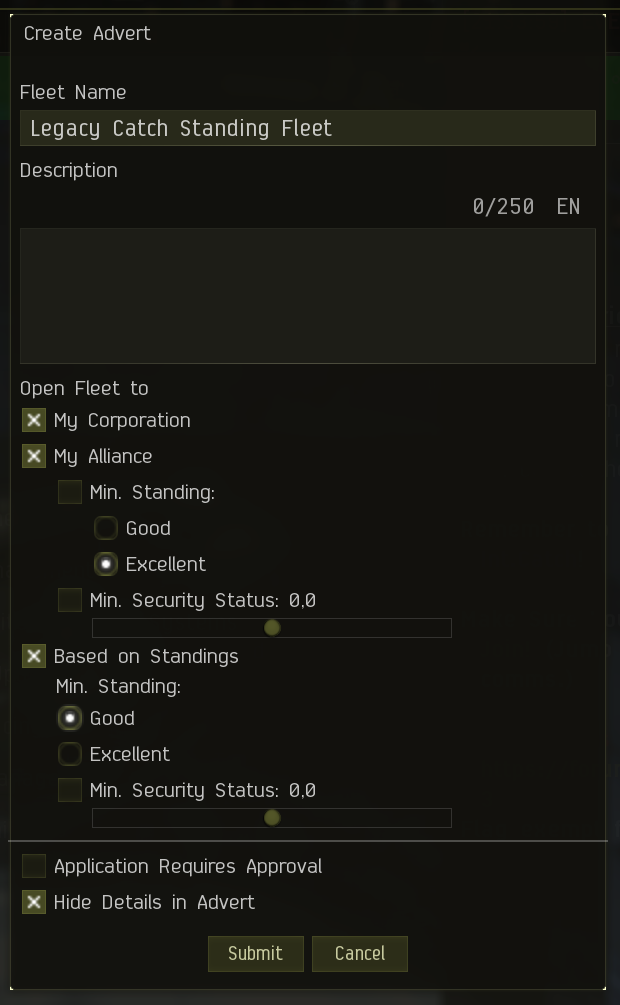 Create Advert
Fleet Name
Legacy Catch Standing Fleet
Description
0/250 EN
Open Fleet to
My Corporation
My Alliance
Min. Standing:
Good
Excellent
Min. Security Status: 0,0
Based on Standings
Min. Standing:
Good
Excellent
Min. Security Status: 0,0
Application Requires Approval
Hide Details in Advert
Submit Cancel